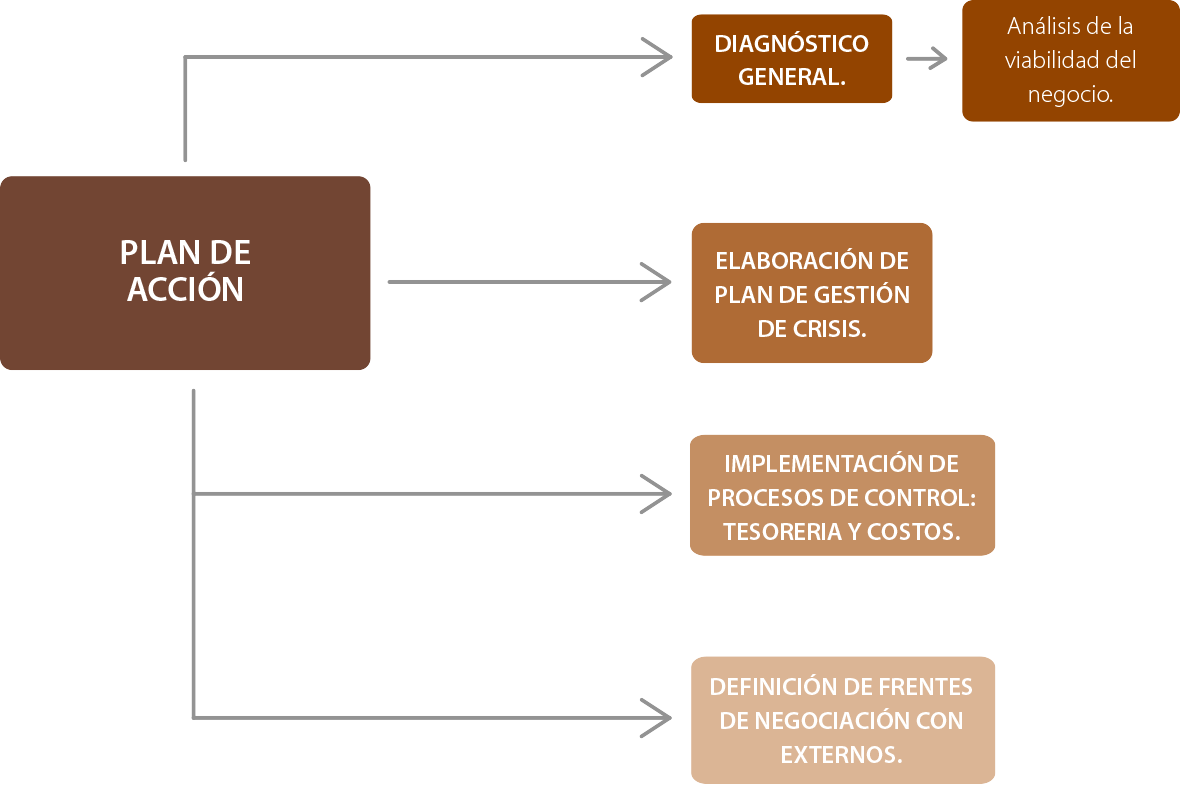 PLAN DE
ACCIÓN
DIAGNÓSTICO
GENERAL.
Análisis de la
viabilidad del
negocio.
ELABORACIÓN DE
PLAN DE GESTIÓN
DE CRISIS.
IMPLEMENTACIÓN DE
PROCESOS DE CONTROL:
TESORERIA Y COSTOS.
DEFINICIÓN DE FRENTES
DE NEGOCIACIÓN CON
EXTERNOS.